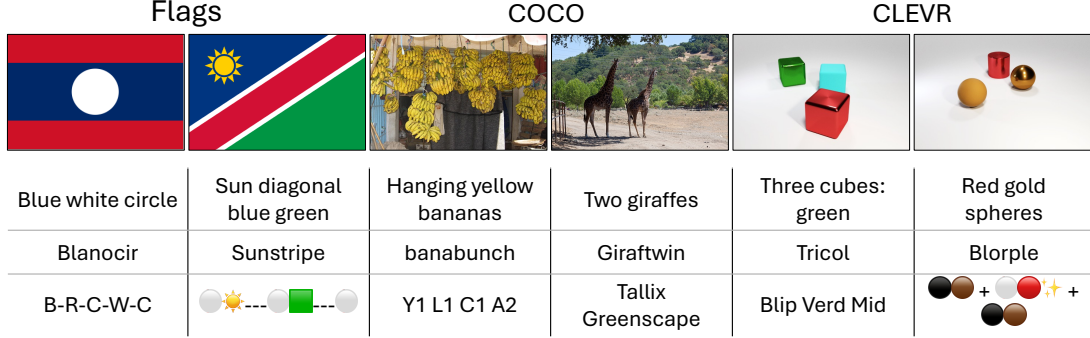 Flags COCO CLEVR
Blue white circle
Sun diagonal
blue green
Hanging yellow
bananas
Two giraffes
Three cubes:
green
Red gold
spheres
Blanocir
Sunstripe
banabunch
Giraftwin
Tricol
Blorple
B-R-C-W-C
⚪☀️---⚪🟩---⚪
Y1 L1 C1 A2
Tallix
Greenscape
Blip Verd Mid
⚫🟤 + ⚪🔴✨ +
⚫🟤